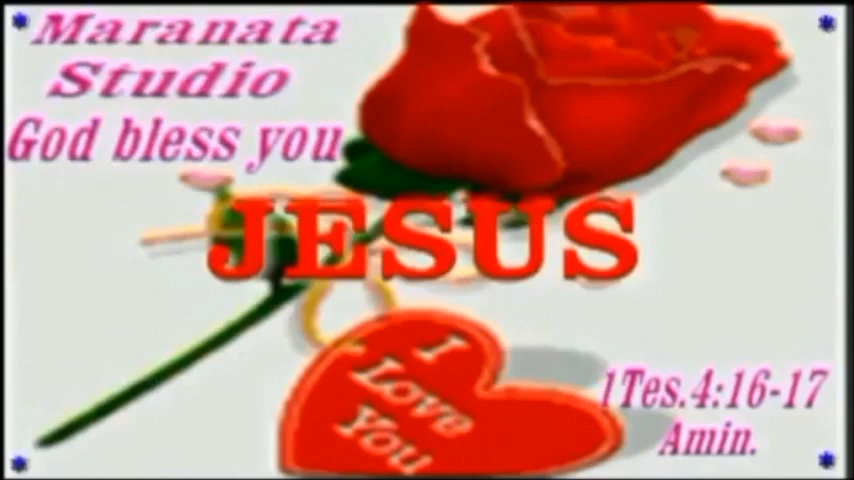 Maranata
Studio
God bless you
JESUS
I
Love
You
1Tes.4:16-17
Amin.